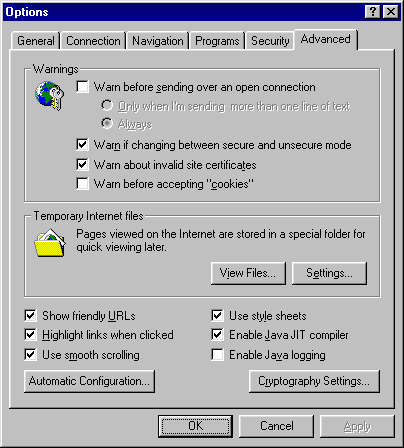 Options
General Connection Navigation Programs Security Advanced
Warnings
Warn before sending over an open connection
Only when I'm sending more than one line of text
Always
Warn if changing between secure and unsecure mode
Warn about invalid site certificates
Warn before accepting "cookies"
Temporary Internet files
Pages viewed on the Internet are stored in a special folder for
quick viewing later.
View Files... Settings...
Show friendly URLs Use style sheets
Highlight links when clicked Enable Java JIT compiler
Use smooth scrolling Enable Java logging
Automatic Configuration... Cryptography Settings...
OK Cancel Apply